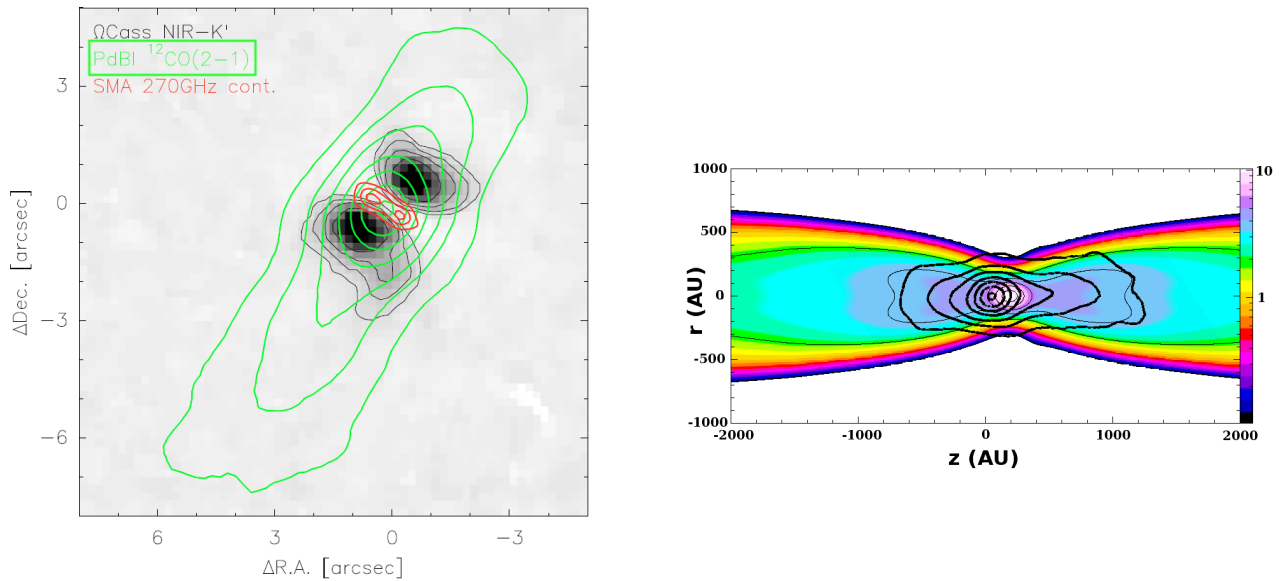 ΩCass NIR-K'
PdBI ¹²CO(2-1)
SMA 270GHz cont.
3
0
-3
-6
ΔDec. [arcsec]
6 3 0 -3
ΔR.A. [arcsec]
1000
500
0
-500
-1000
r (AU)
-2000 -1000 0 1000 2000
z (AU)
10
1